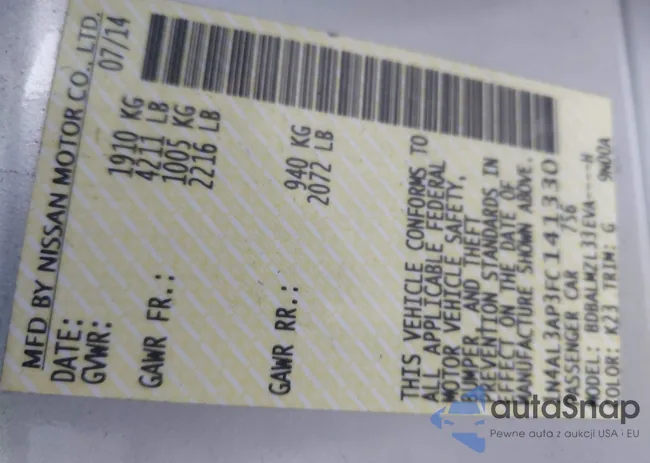 MFD BY NISSAN MOTOR CO., LTD.
DATE: 07/14
GVWR: 1910 KG
4211 LB
GAWR FR.: 1005 KG
2216 LB
GAWR RR.: 940 KG
2072 LB
THIS VEHICLE CONFORMS TO
ALL APPLICABLE FEDERAL
MOTOR VEHICLE SAFETY,
BUMPER, AND THEFT
PREVENTION STANDARDS IN
EFFECT ON THE DATE OF
MANUFACTURE SHOWN ABOVE.
1N4AL3AP3FC141330
PASSENGER CAR 756
MODEL: BDBALMZL33EVA---H
COLOR: K23 TRIM: G
autoSnap
Pewne auta z aukcji USA i EU